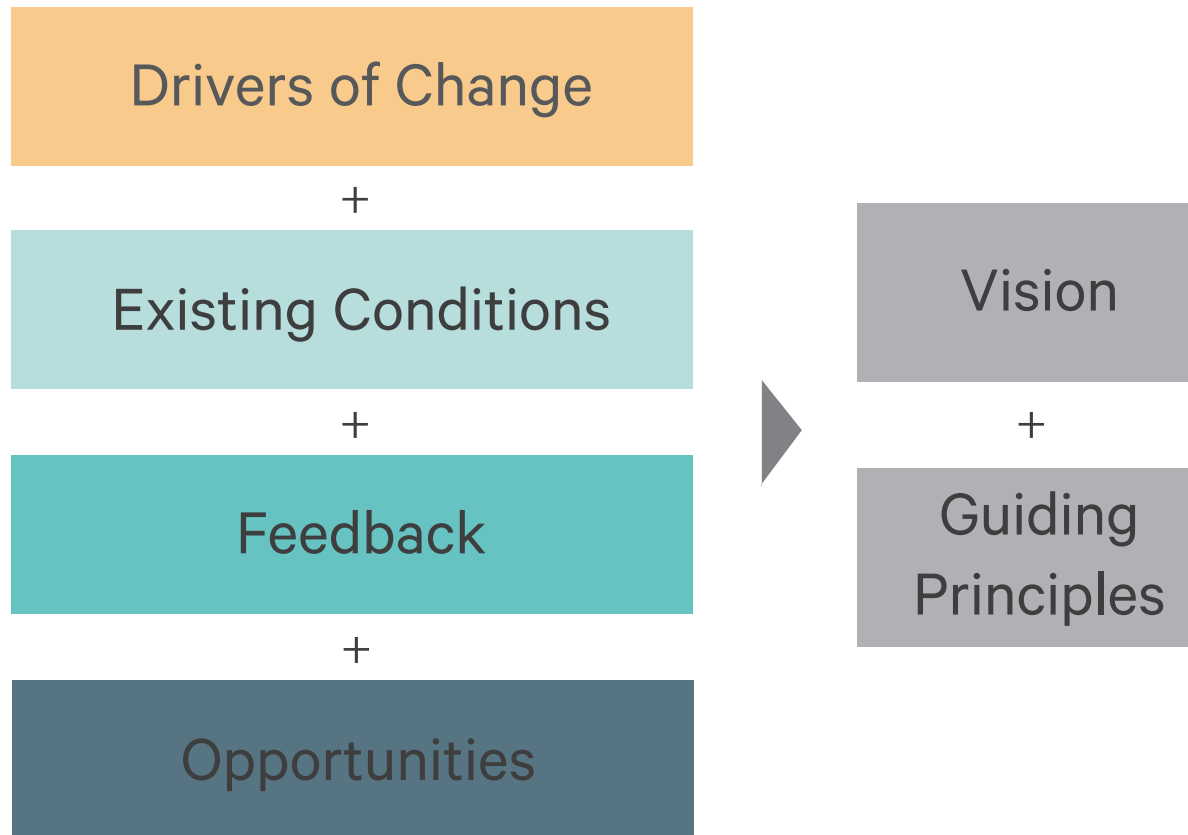 Drivers of Change
+
Existing Conditions
+
Feedback
+
Opportunities
Vision
+
Guiding
Principles